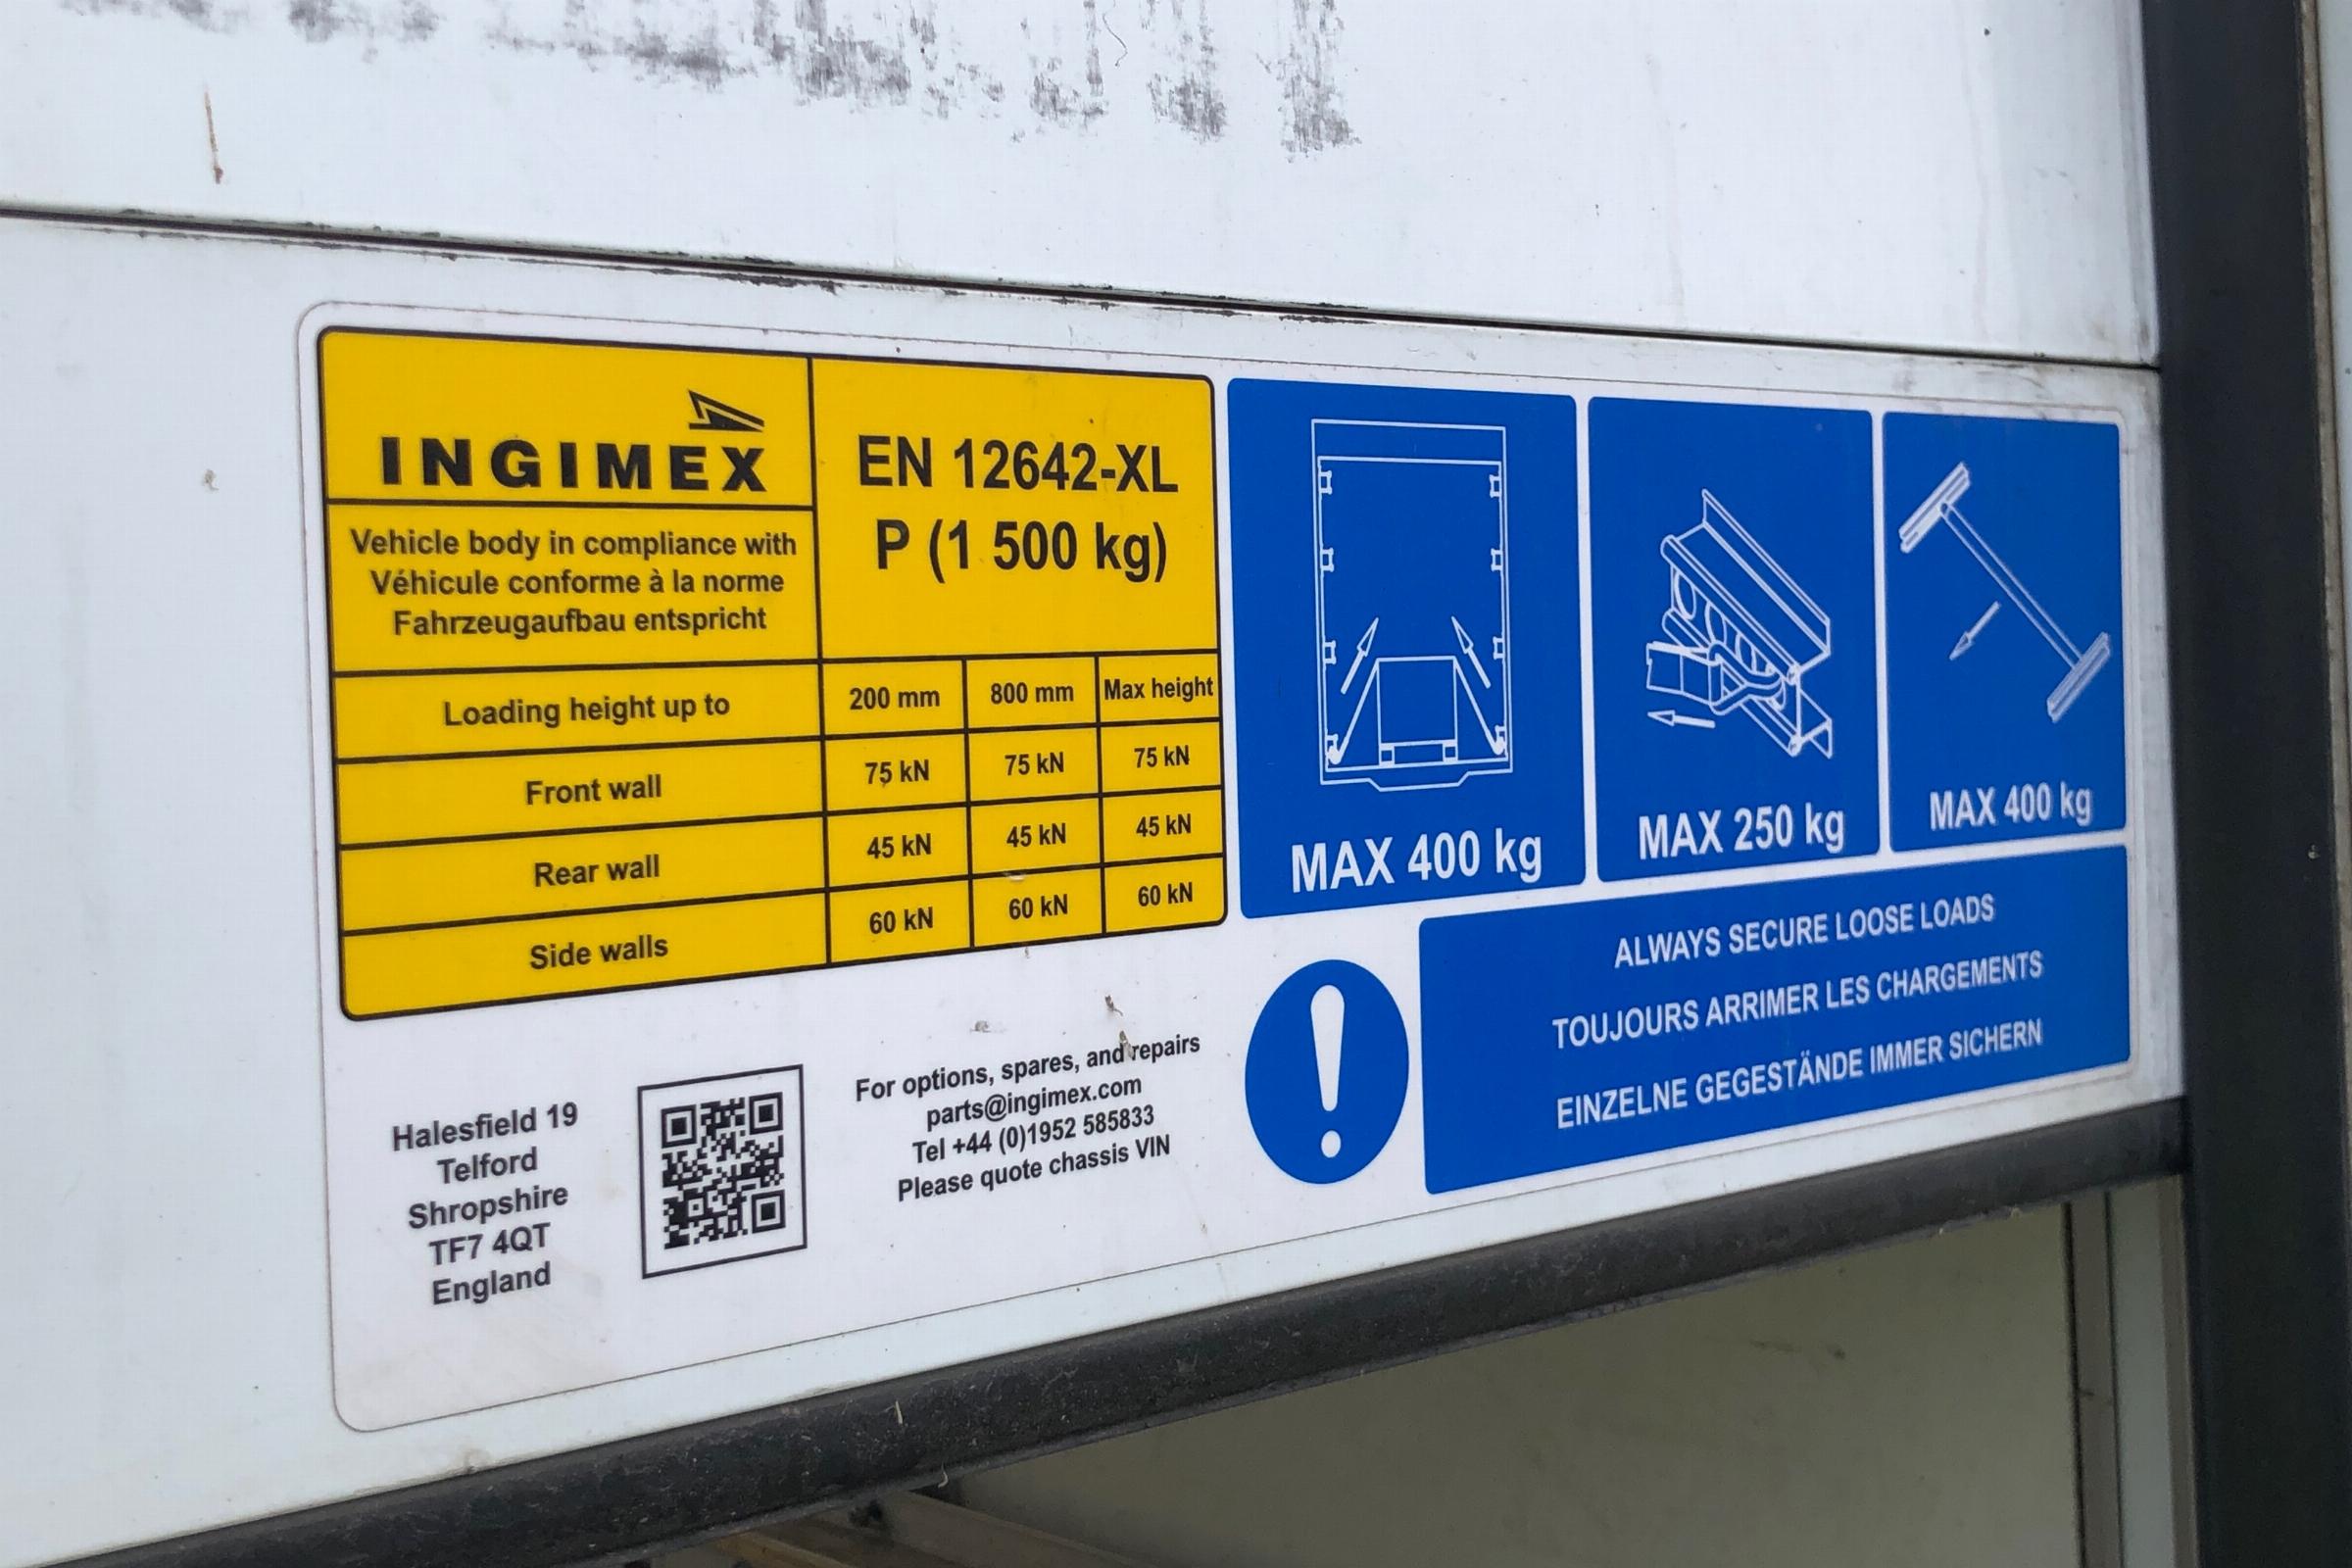 INGIMEX
Vehicle body in compliance with
Véhicule conforme à la norme
Fahrzeugaufbau entspricht
EN 12642-XL
P (1 500 kg)
Loading height up to 200 mm 800 mm Max height
Front wall 75 kN 75 kN 75 kN
Rear wall 45 kN 45 kN 45 kN
Side walls 60 kN 60 kN 60 kN
MAX 400 kg
MAX 250 kg
MAX 400 kg
ALWAYS SECURE LOOSE LOADS
TOUJOURS ARRIMER LES CHARGEMENTS
EINZELNE GEGESTÄNDE IMMER SICHERN
Halesfield 19
Telford
Shropshire
TF7 4QT
England
For options, spares, and repairs
parts@ingimex.com
Tel +44 (0)1952 585833
Please quote chassis VIN